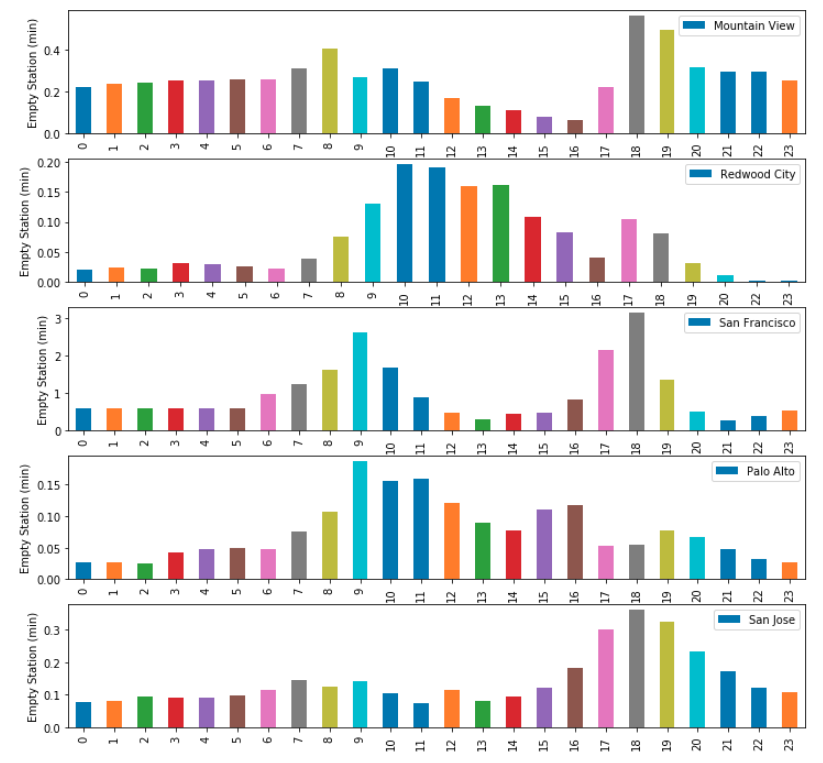 Empty Station (min)
0.4
0.2
0.0
Mountain View
0 1 2 3 4 5 6 7 8 9 10 11 12 13 14 15 16 17 18 19 20 21 22 23
Empty Station (min)
0.20
0.15
0.10
0.05
0.00
Redwood City
0 1 2 3 4 5 6 7 8 9 10 11 12 13 14 15 16 17 18 19 20 22 23
Empty Station (min)
3
2
1
0
San Francisco
0 1 2 3 4 5 6 7 8 9 10 11 12 13 14 15 16 17 18 19 20 21 22 23
Empty Station (min)
0.15
0.10
0.05
0.00
Palo Alto
0 1 2 3 4 5 6 7 8 9 10 11 12 13 14 15 16 17 18 19 20 21 22 23
Empty Station (min)
0.3
0.2
0.1
0.0
San Jose
0 1 2 3 4 5 6 7 8 9 10 11 12 13 14 15 16 17 18 19 20 21 22 23